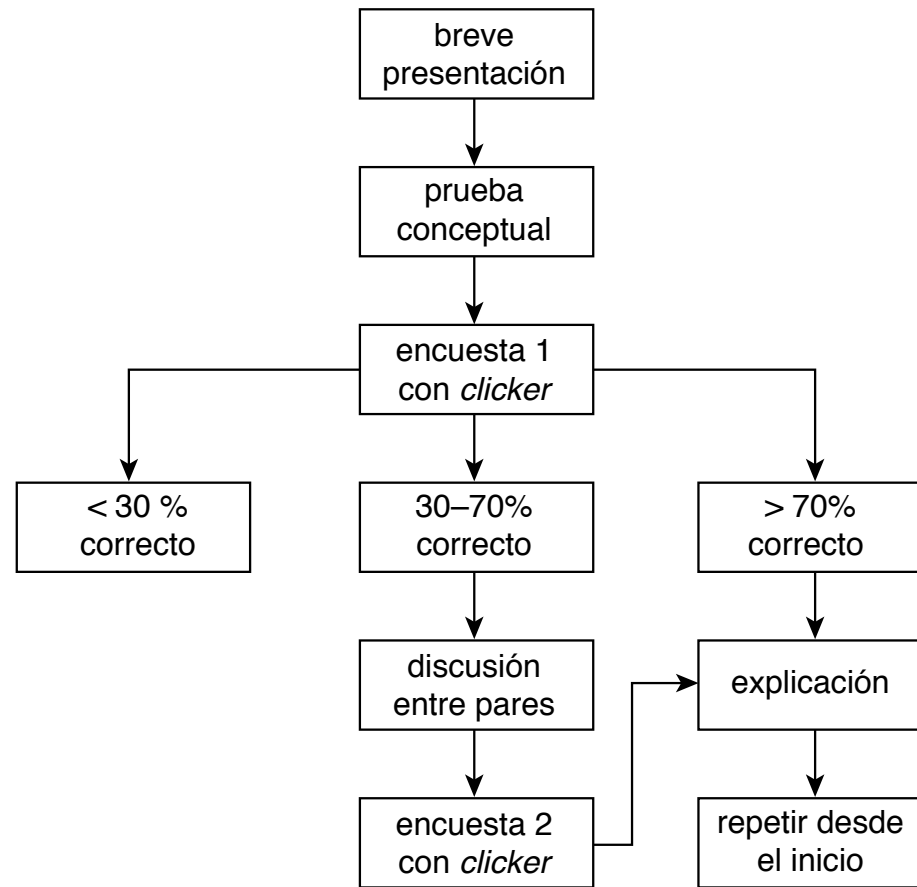 breve
presentación
prueba
conceptual
encuesta 1
con clicker
< 30 %
correcto
30–70%
correcto
> 70%
correcto
discusión
entre pares
explicación
encuesta 2
con clicker
repetir desde
el inicio